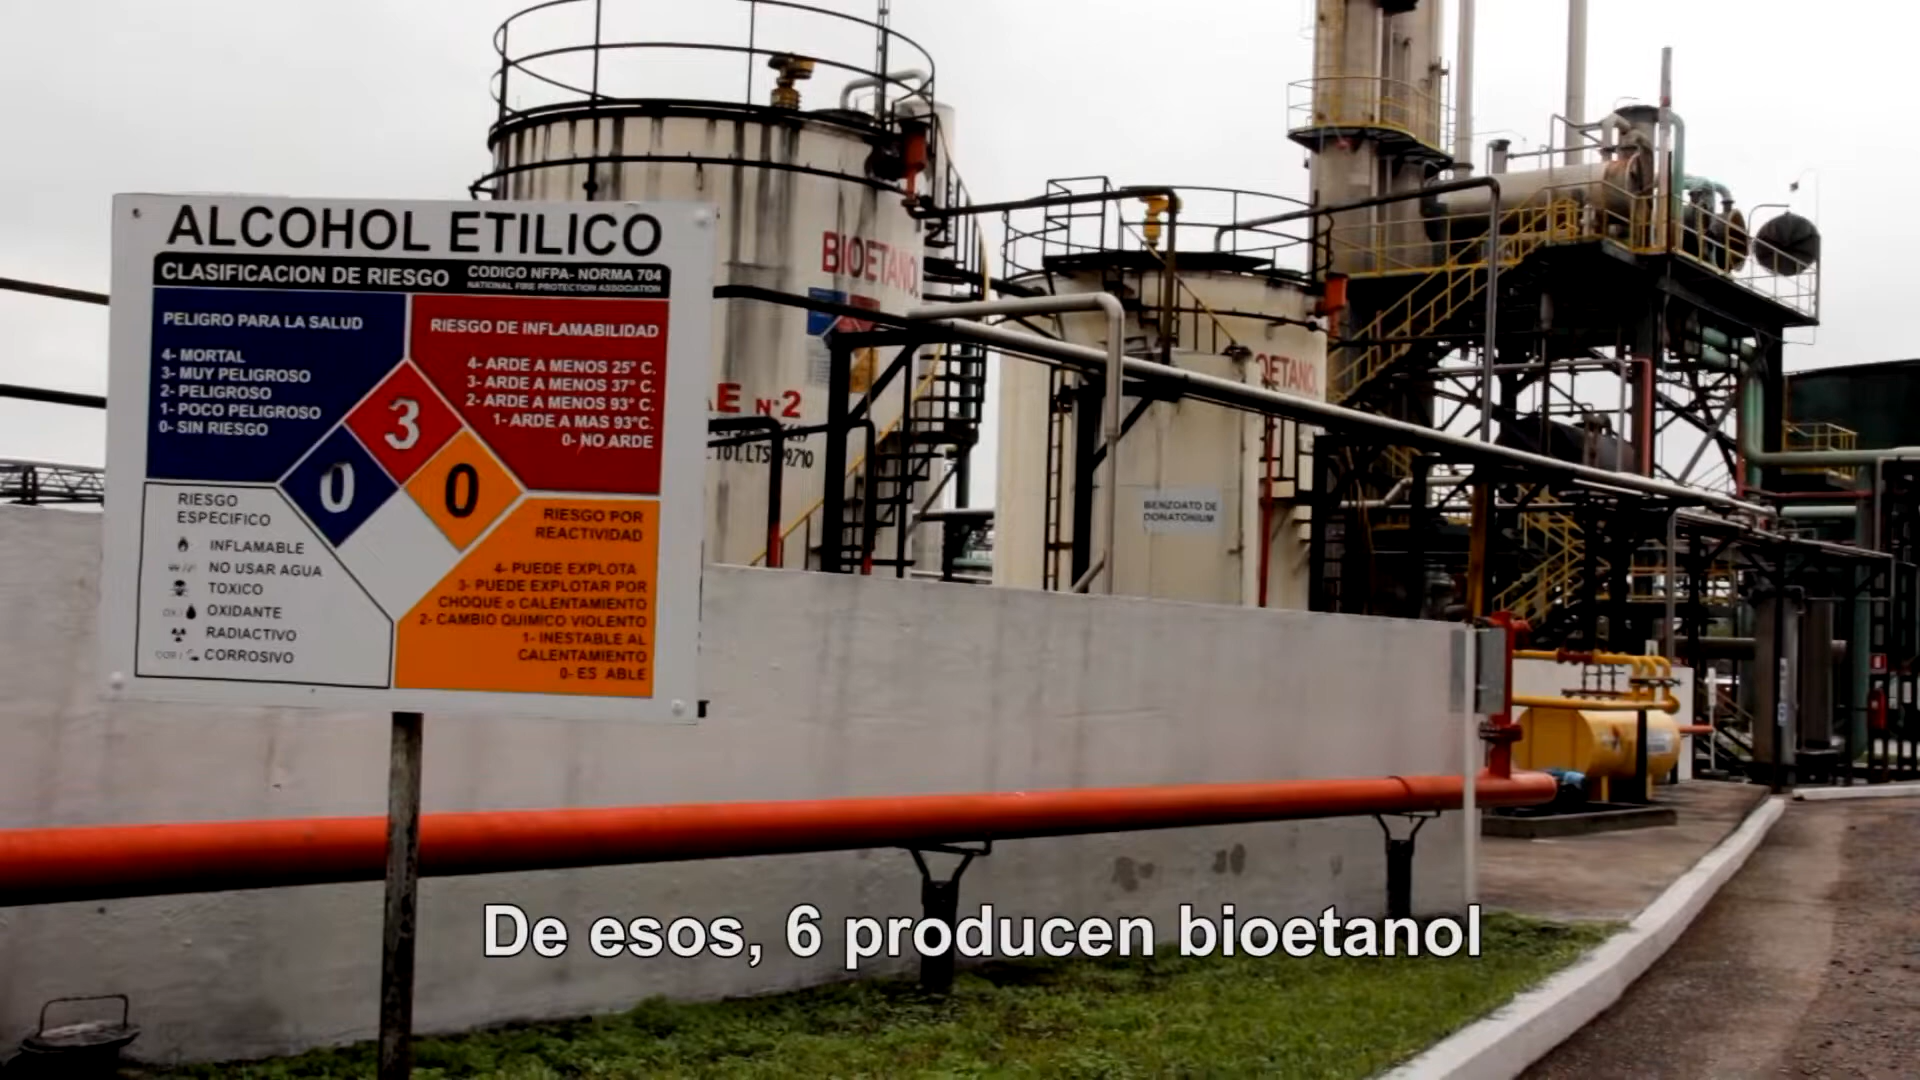 ALCOHOL ETILICO
CLASIFICACION DE RIESGO
CODIGO NFPA- NORMA 704
NATIONAL FIRE PROTECTION ASSOCIATION
PELIGRO PARA LA SALUD
4- MORTAL
3- MUY PELIGROSO
2- PELIGROSO
1- POCO PELIGROSO
0- SIN RIESGO
RIESGO DE INFLAMABILIDAD
4- ARDE A MENOS 25° C.
3- ARDE A MENOS 37° C.
2- ARDE A MENOS 93° C.
1- ARDE A MAS 93°C.
0- NO ARDE
3
0
0
RIESGO
ESPECIFICO
INFLAMABLE
NO USAR AGUA
TOXICO
OXIDANTE
RADIACTIVO
CORROSIVO
RIESGO POR
REACTIVIDAD
4- PUEDE EXPLOTA
3- PUEDE EXPLOTAR POR
CHOQUE o CALENTAMIENTO
2- CAMBIO QUIMICO VIOLENTO
1- INESTABLE AL
CALENTAMIENTO
0- ES ABLE
BIOETANOL
AE N°2
OETANOL
BENZOATO DE
DONATONIUM
De esos, 6 producen bioetanol